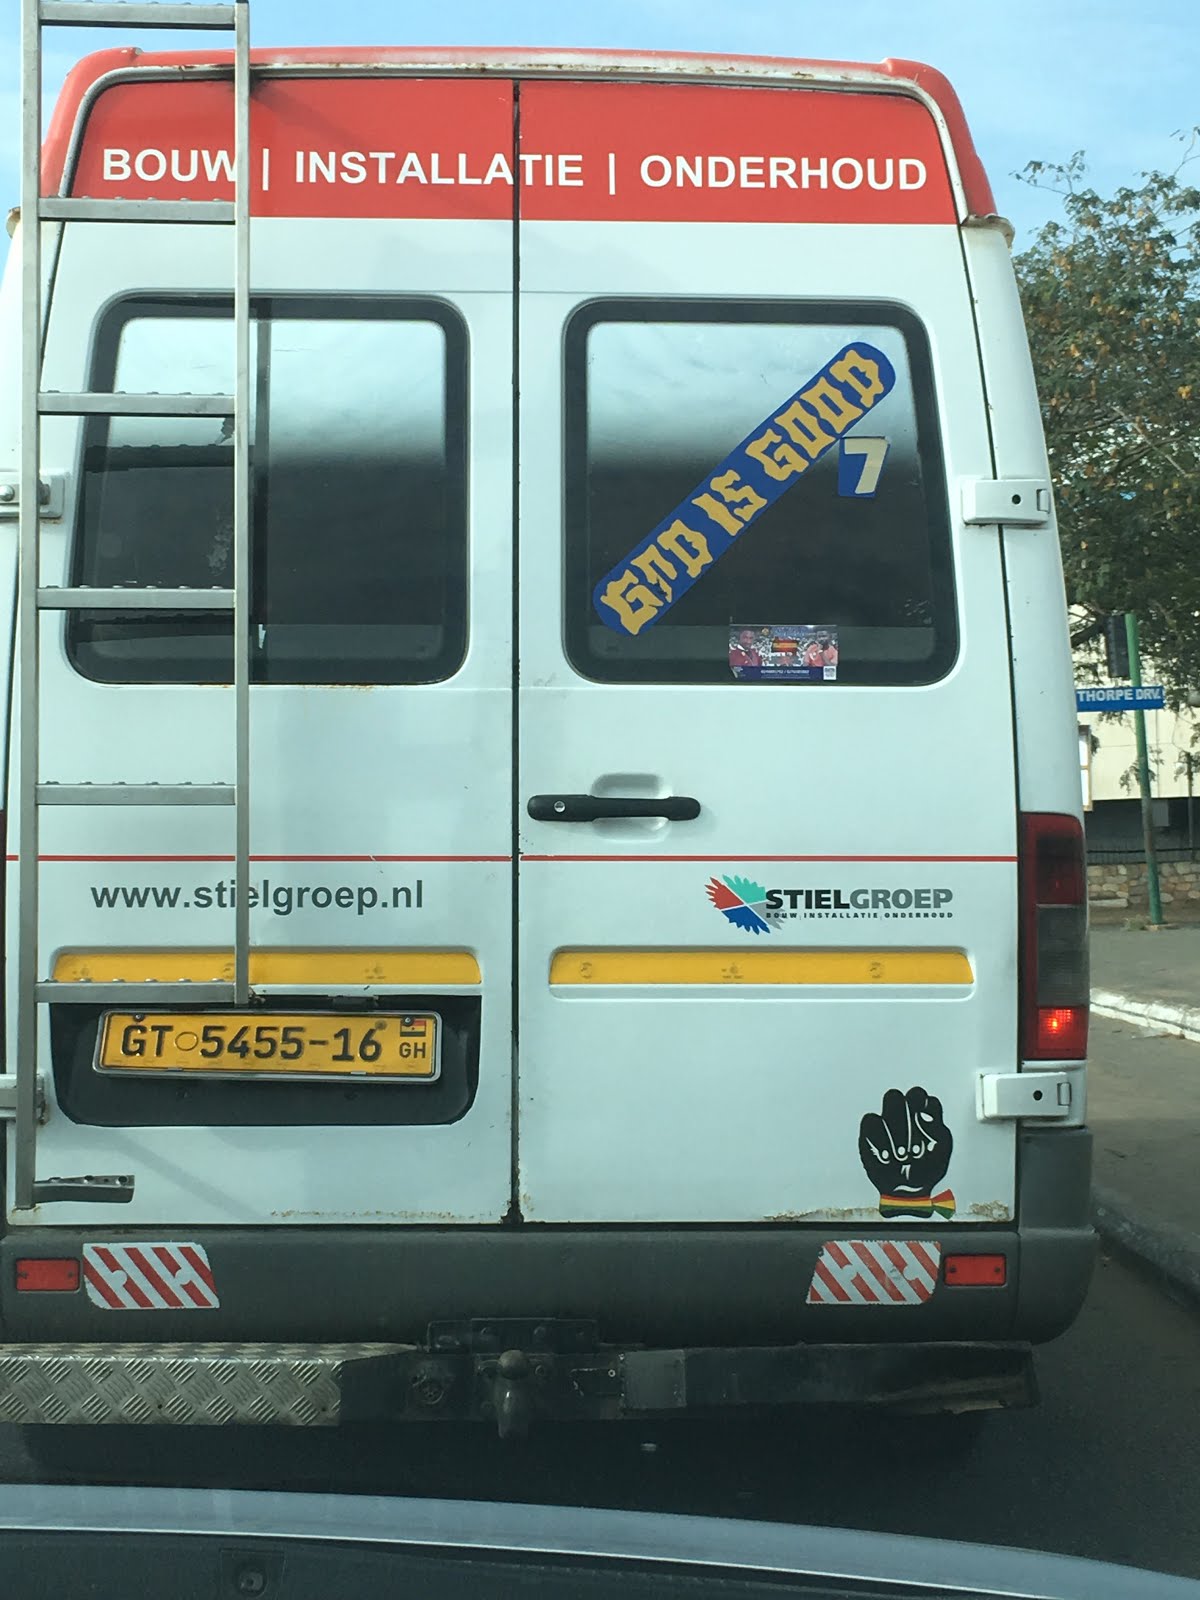 BOUW | INSTALLATIE | ONDERHOUD
GOD IS GOOD
7
THORPE DRV.
www.stielgroep.nl
STIELGROEP
BOUW | INSTALLATIE | ONDERHOUD
GT 5455-16
GH